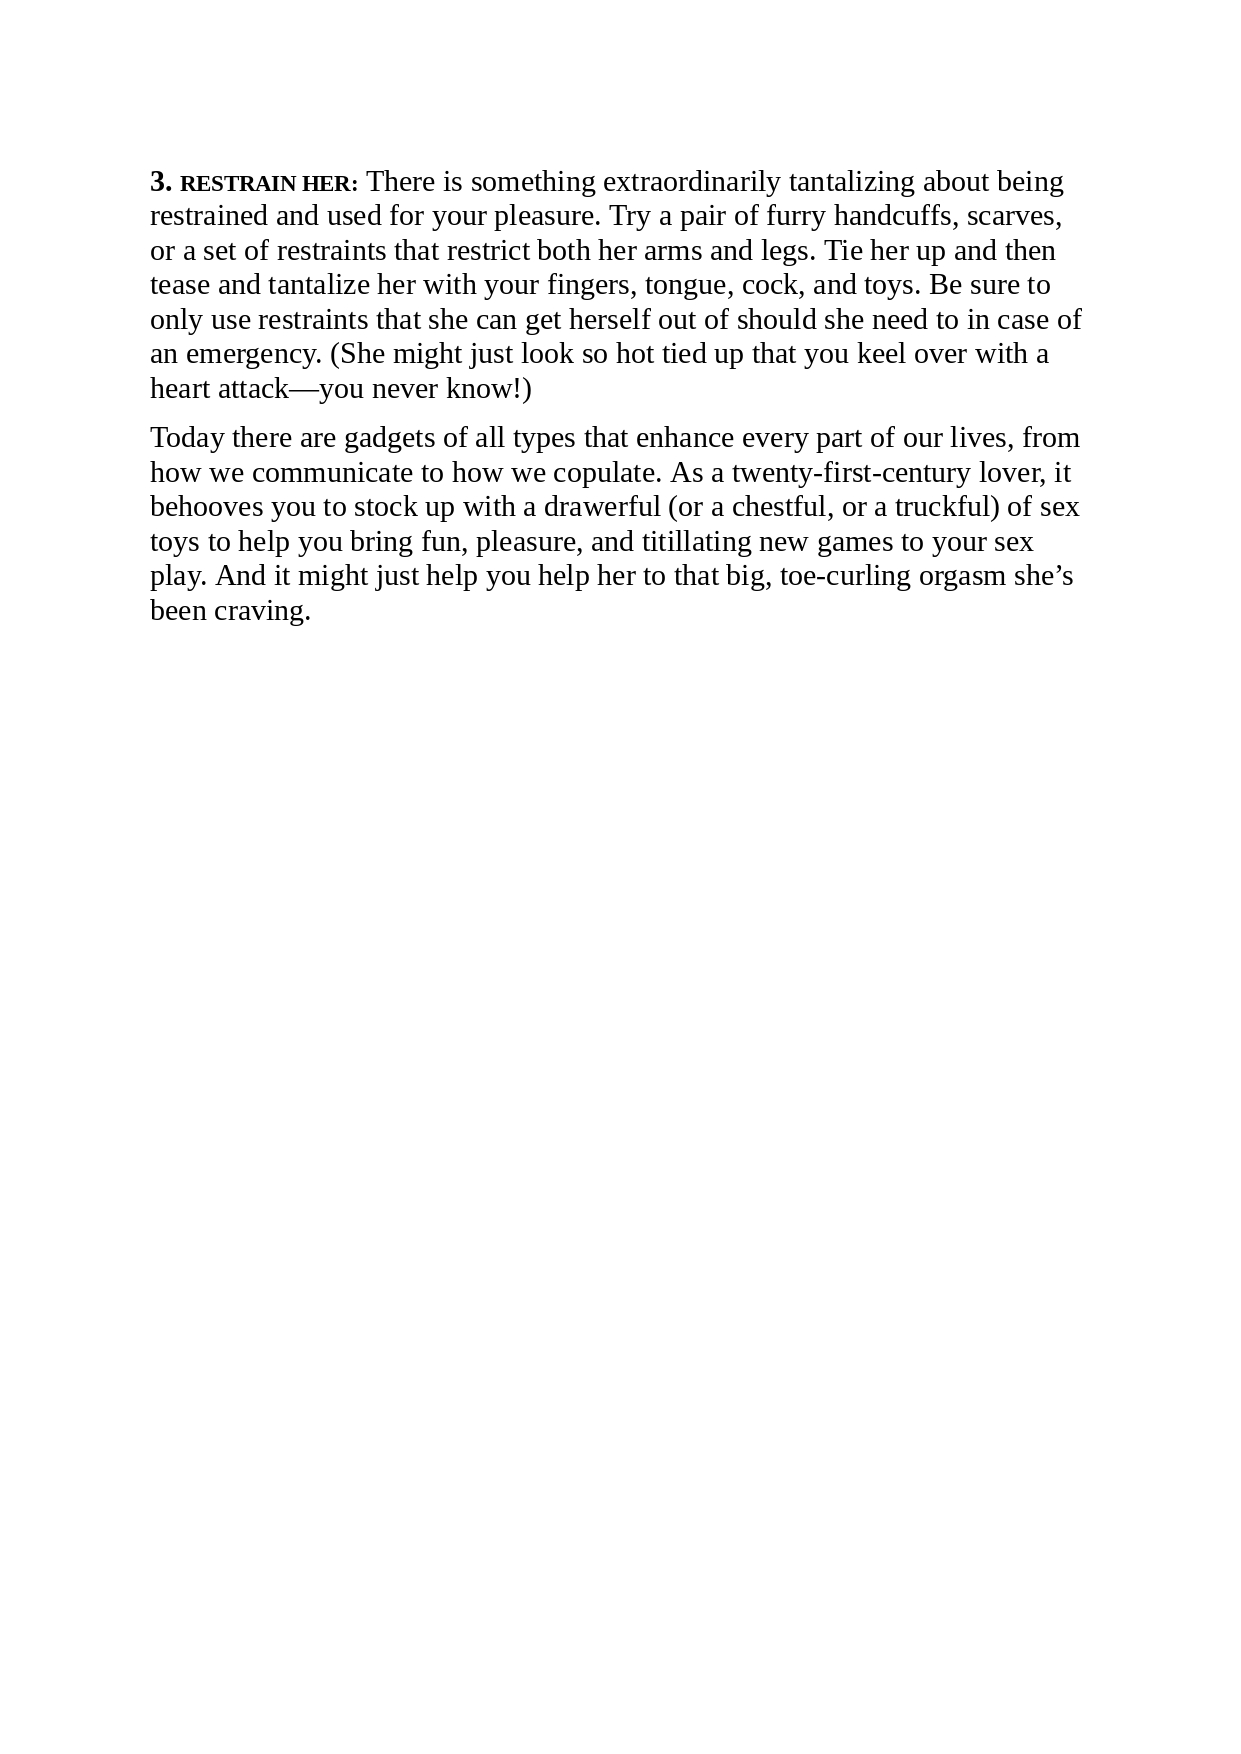 3. RESTRAIN HER: There is something extraordinarily tantalizing about being
restrained and used for your pleasure. Try a pair of furry handcuffs, scarves,
or a set of restraints that restrict both her arms and legs. Tie her up and then
tease and tantalize her with your fingers, tongue, cock, and toys. Be sure to
only use restraints that she can get herself out of should she need to in case of
an emergency. (She might just look so hot tied up that you keel over with a
heart attack—you never know!)
Today there are gadgets of all types that enhance every part of our lives, from
how we communicate to how we copulate. As a twenty-first-century lover, it
behooves you to stock up with a drawerful (or a chestful, or a truckful) of sex
toys to help you bring fun, pleasure, and titillating new games to your sex
play. And it might just help you help her to that big, toe-curling orgasm she’s
been craving.